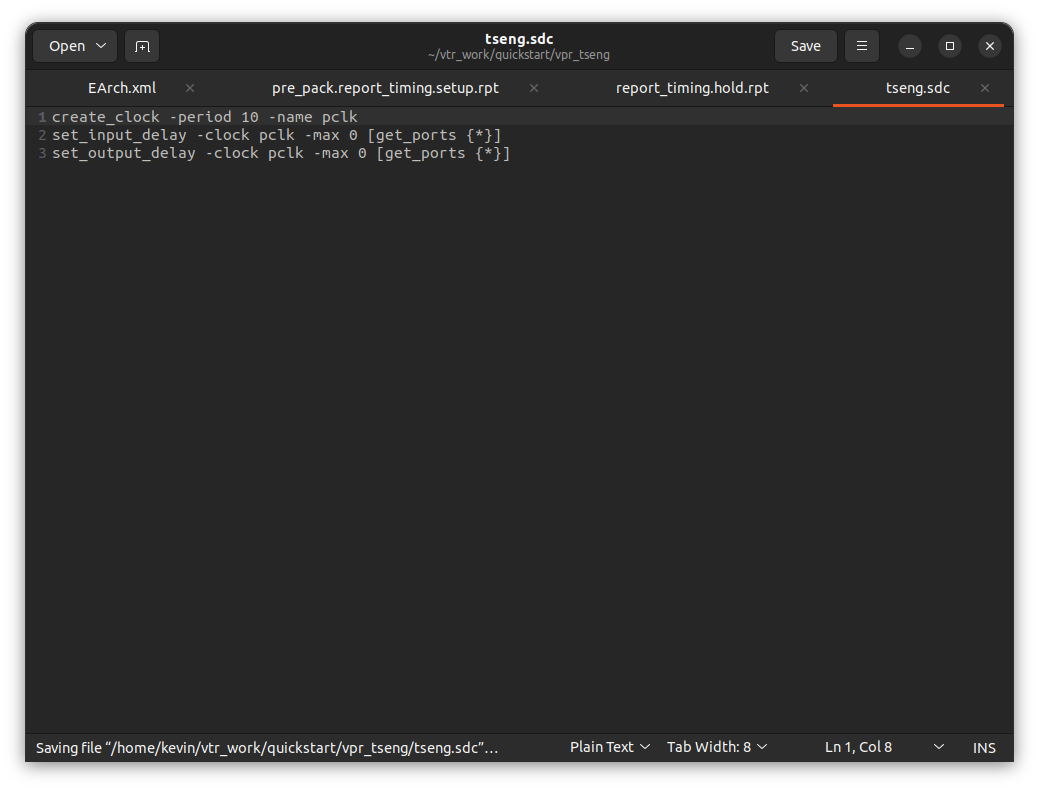 Open
tseng.sdc
~/vtr_work/quickstart/vpr_tseng
Save
EArch.xml
pre_pack.report_timing.setup.rpt
report_timing.hold.rpt
tseng.sdc
1 create_clock -period 10 -name pclk
2 set_input_delay -clock pclk -max 0 [get_ports {*}]
3 set_output_delay -clock pclk -max 0 [get_ports {*}]
Saving file “/home/kevin/vtr_work/quickstart/vpr_tseng/tseng.sdc”…
Plain Text
Tab Width: 8
Ln 1, Col 8
INS